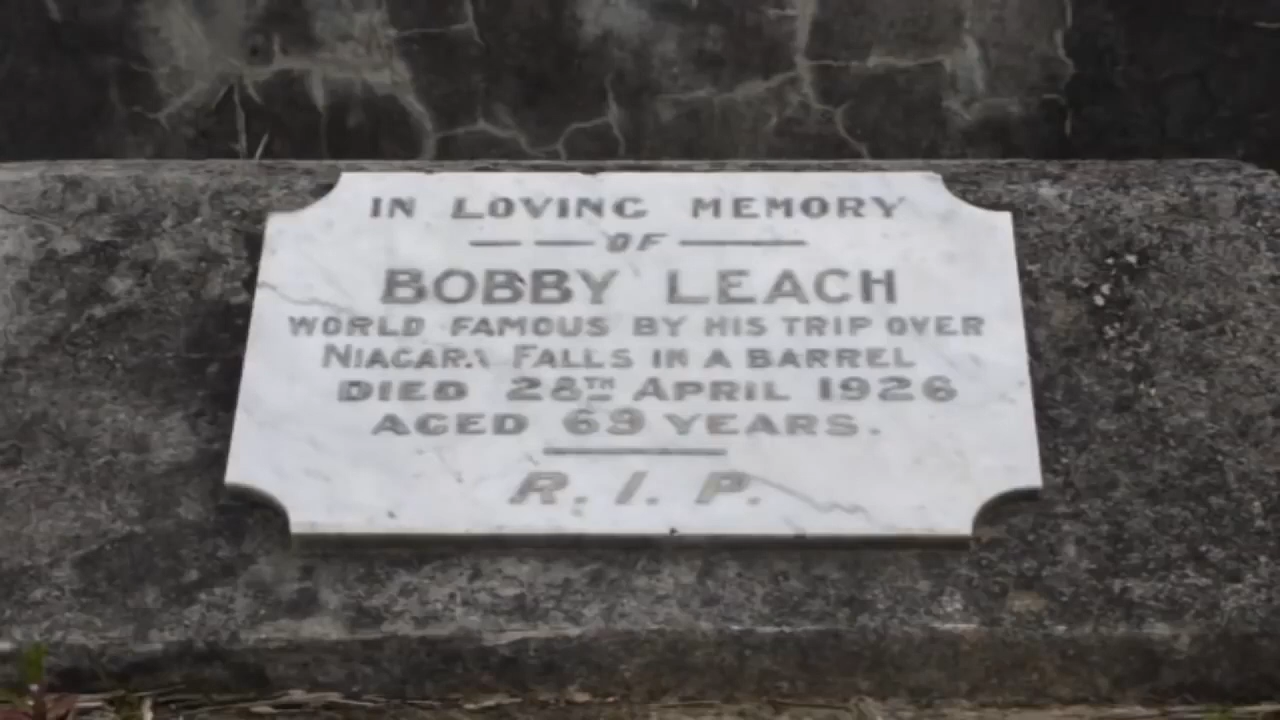 IN LOVING MEMORY
OF
BOBBY LEACH
WORLD FAMOUS BY HIS TRIP OVER
NIAGARA FALLS IN A BARREL
DIED 28TH APRIL 1926
AGED 69 YEARS.
R. I. P.